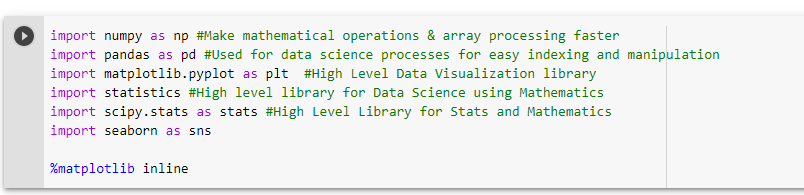 import numpy as np #Make mathematical operations & array processing faster
import pandas as pd #Used for data science processes for easy indexing and manipulation
import matplotlib.pyplot as plt  #High Level Data Visualization library
import statistics #High level library for Data Science using Mathematics
import scipy.stats as stats #High Level Library for Stats and Mathematics
import seaborn as sns
%matplotlib inline